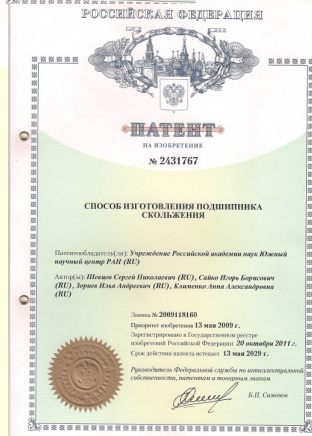 РОССИЙСКАЯ ФЕДЕРАЦИЯ
ПАТЕНТ
НА ИЗОБРЕТЕНИЕ
№ 2431767
СПОСОБ ИЗГОТОВЛЕНИЯ ПОДШИПНИКА
СКОЛЬЖЕНИЯ
Патентообладатель(ли): Учреждение Российской академии наук Южный
научный центр РАН (RU)
Автор(ы): Шевцов Сергей Николаевич (RU), Сайко Игорь Борисович
(RU), Зориев Илья Андреевич (RU), Климетко Анна Александровна
(RU)
Заявка № 2009118160
Приоритет изобретения 13 мая 2009 г.
Зарегистрировано в Государственном реестре
изобретений Российской Федерации 20 октября 2011 г.
Срок действия патента истекает 13 мая 2029 г.
Руководитель Федеральной службы по интеллектуальной
собственности, патентам и товарным знакам
Б.П. Симонов